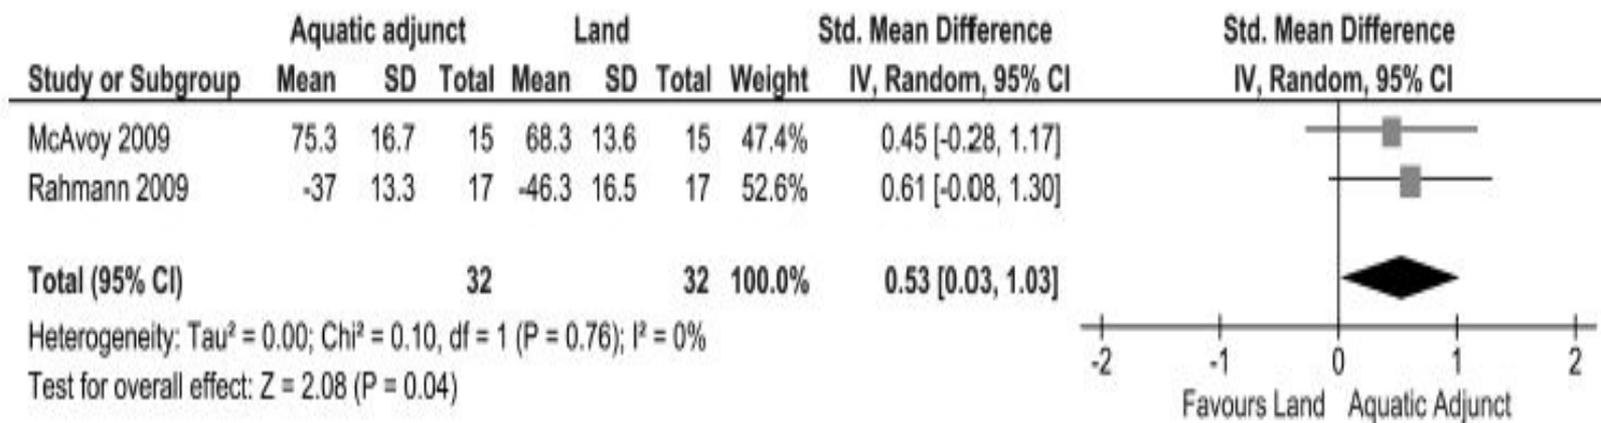 Aquatic adjunct Land Std. Mean Difference Std. Mean Difference
Study or Subgroup Mean SD Total Mean SD Total Weight IV, Random, 95% CI IV, Random, 95% CI
McAvoy 2009 75.3 16.7 15 68.3 13.6 15 47.4% 0.45 [-0.28, 1.17]
Rahmann 2009 -37 13.3 17 -46.3 16.5 17 52.6% 0.61 [-0.08, 1.30]
Total (95% CI) 32 32 100.0% 0.53 [0.03, 1.03]
Heterogeneity: Tau² = 0.00; Chi² = 0.10, df = 1 (P = 0.76); I² = 0%
Test for overall effect: Z = 2.08 (P = 0.04)
-2 -1 0 1 2
Favours Land Aquatic Adjunct